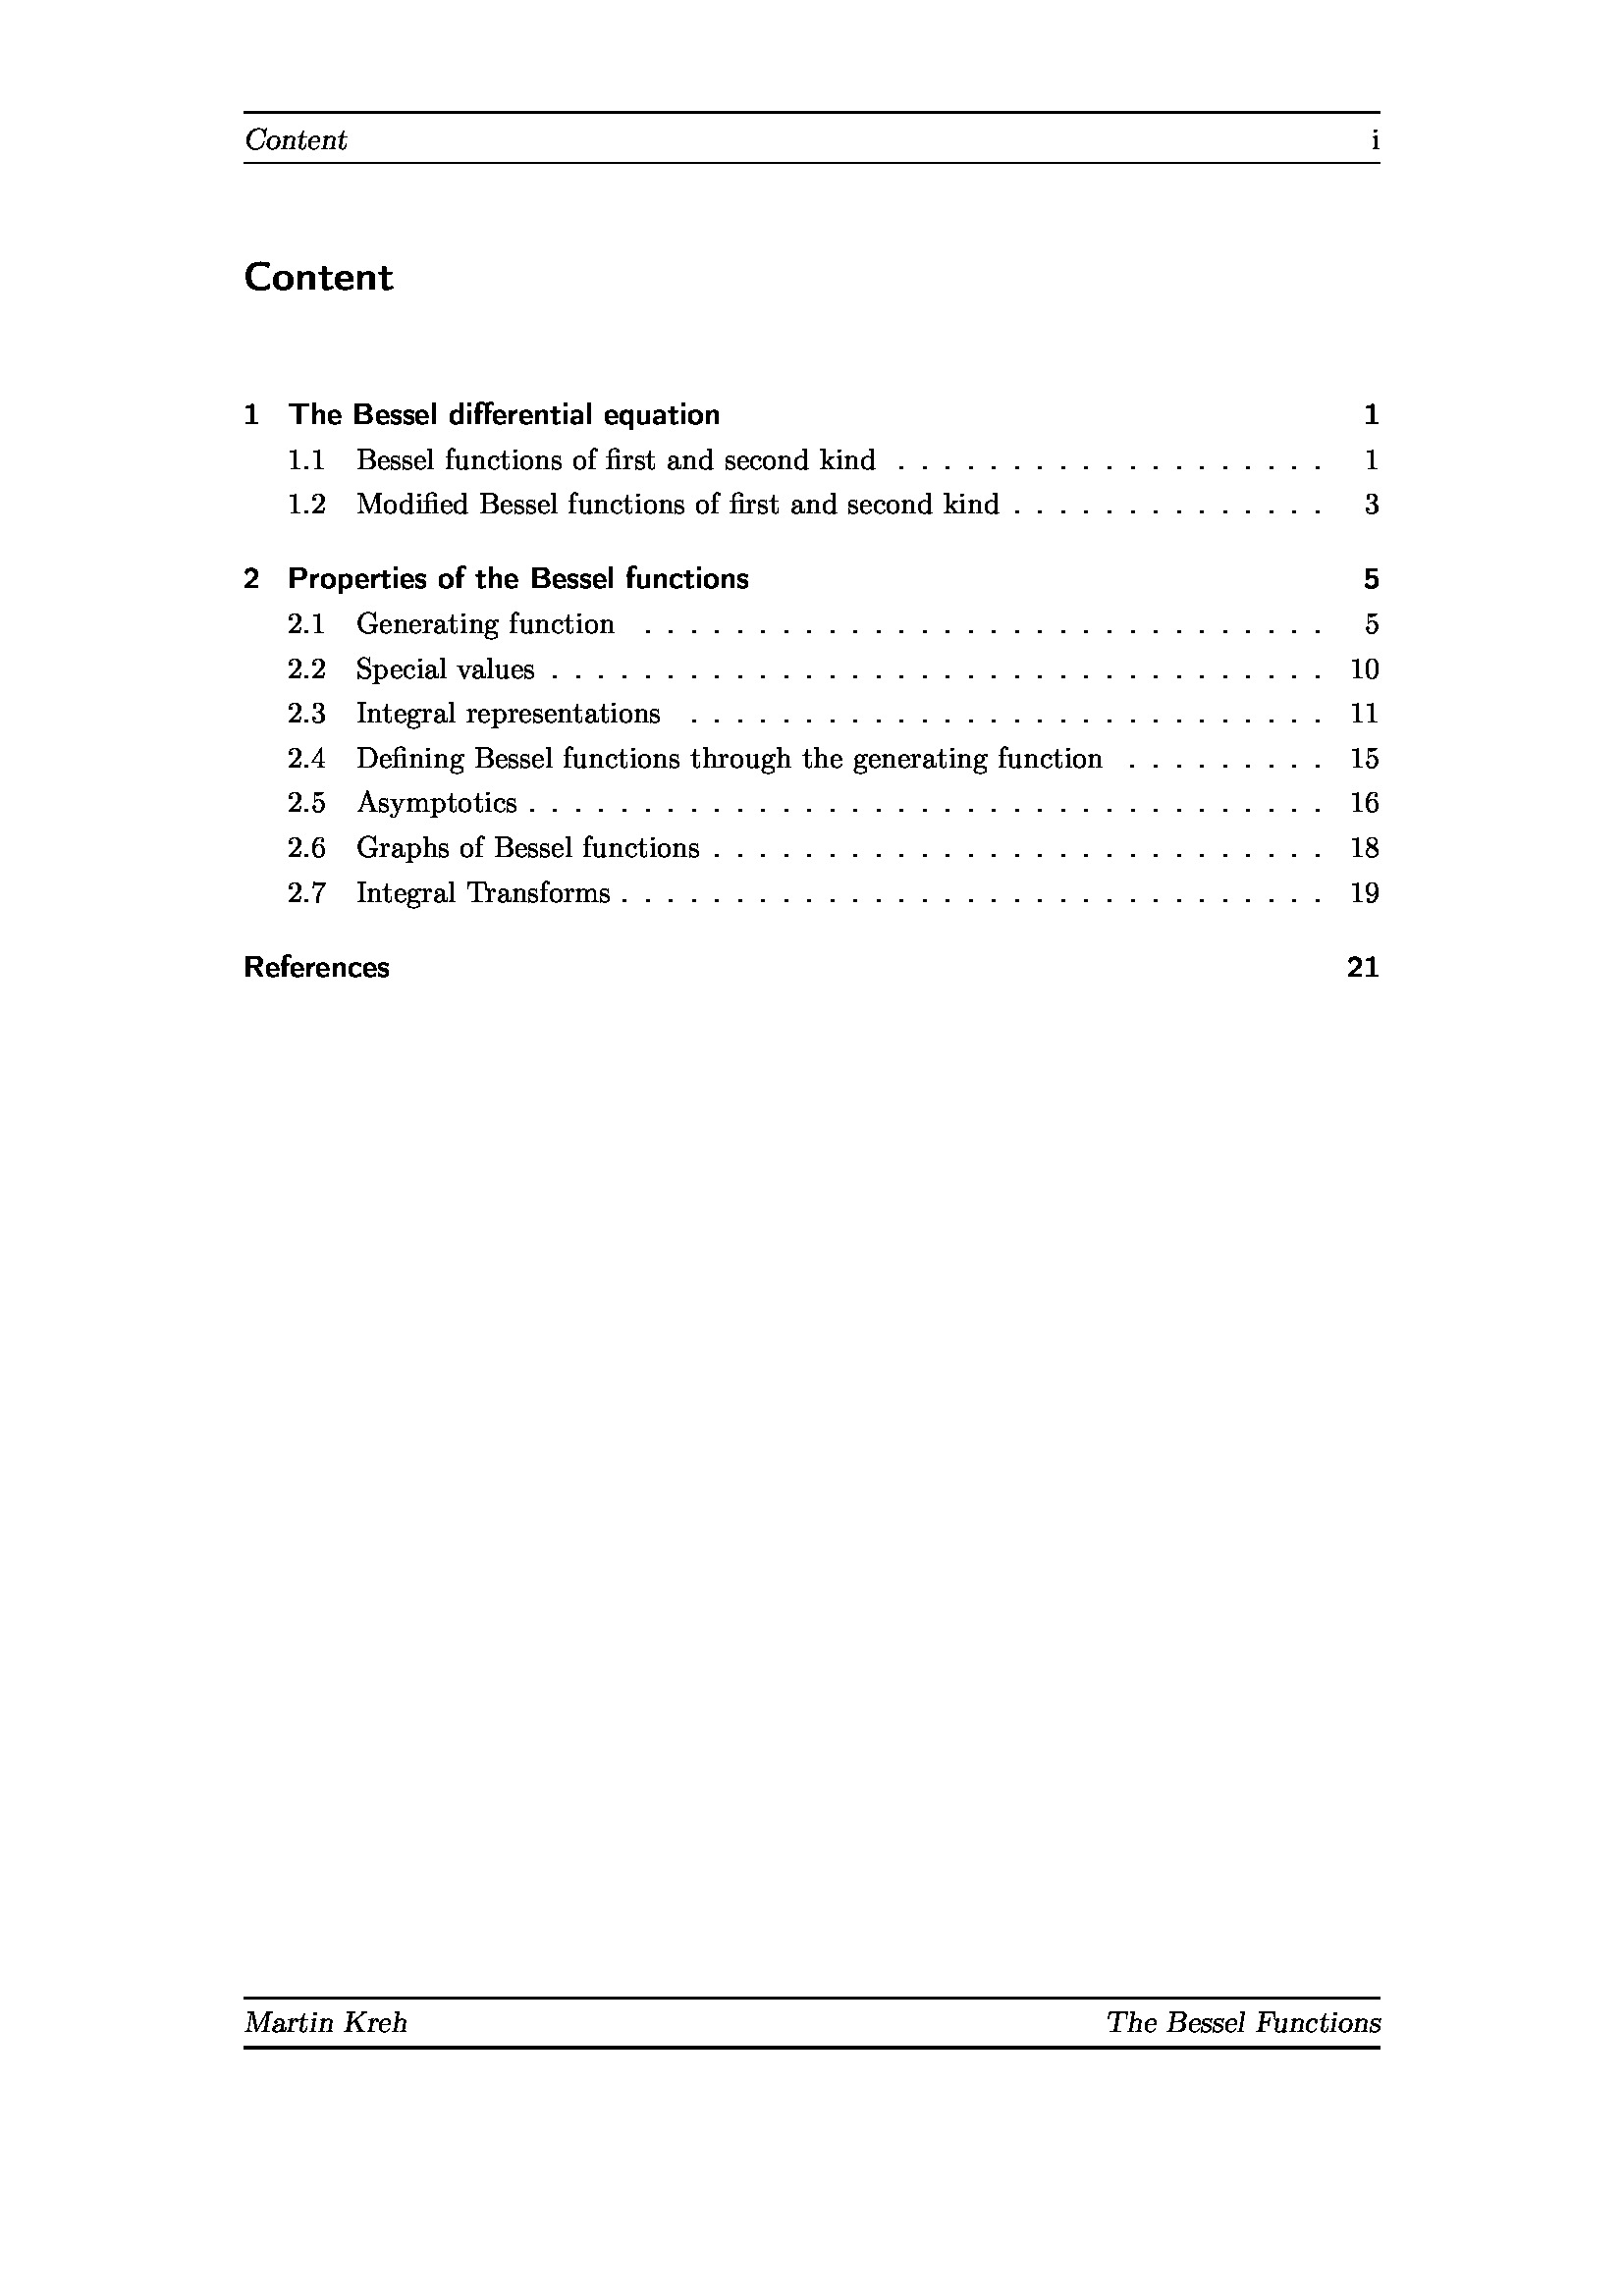 Content i
Content
1 The Bessel differential equation 1
1.1 Bessel functions of first and second kind . . . . . . . . . . . . . . . . . . . 1
1.2 Modified Bessel functions of first and second kind . . . . . . . . . . . . . . 3
2 Properties of the Bessel functions 5
2.1 Generating function . . . . . . . . . . . . . . . . . . . . . . . . . . . . . . 5
2.2 Special values . . . . . . . . . . . . . . . . . . . . . . . . . . . . . . . . . . 10
2.3 Integral representations . . . . . . . . . . . . . . . . . . . . . . . . . . . . 11
2.4 Defining Bessel functions through the generating function . . . . . . . . . 15
2.5 Asymptotics . . . . . . . . . . . . . . . . . . . . . . . . . . . . . . . . . . . 16
2.6 Graphs of Bessel functions . . . . . . . . . . . . . . . . . . . . . . . . . . . 18
2.7 Integral Transforms . . . . . . . . . . . . . . . . . . . . . . . . . . . . . . . 19
References 21
Martin Kreh The Bessel Functions